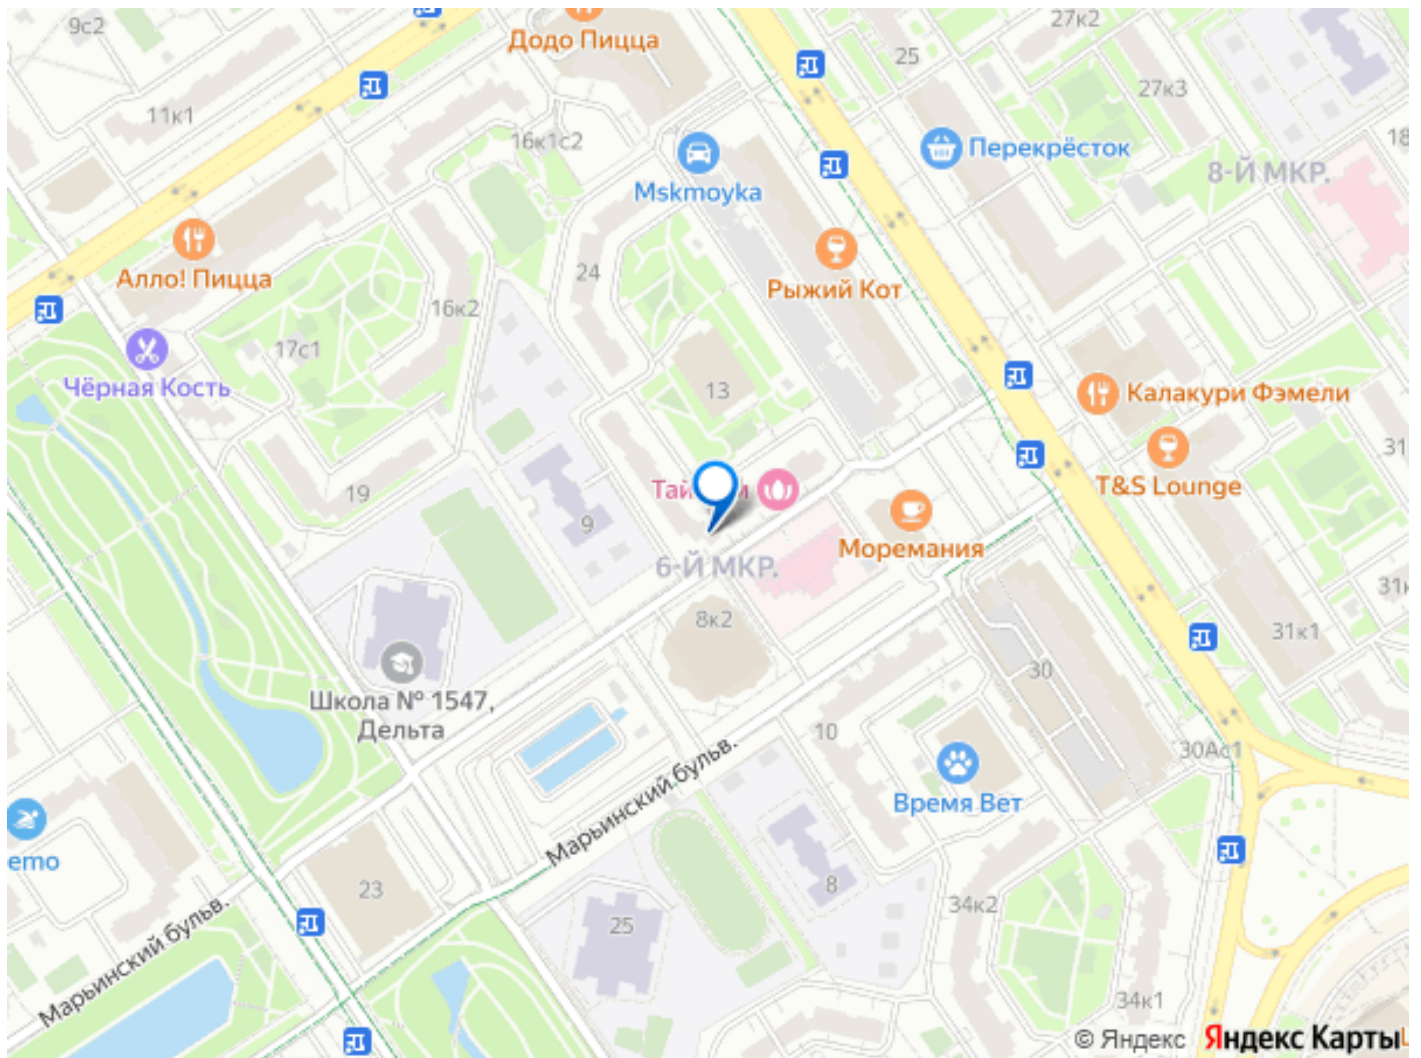 9с2
27к2
Додо Пицца
25
27к3
11к1
16к1с2
Перекрёсток
18
8-Й МКР.
Mskmoyka
Алло! Пицца
24
Рыжий Кот
16к2
17с1
Чёрная Кость
13
Калакури Фэмели
31
T&S Lounge
19
9
Моремания
6-Й МКР.
8к2
31к1
30
Школа № 1547,
Дельта
10
30Ас1
Марьинский бульв.
Время Вет
emo
23
8
34к2
25
Марьинский бульв.
34к1
© Яндекс Яндекс Карты